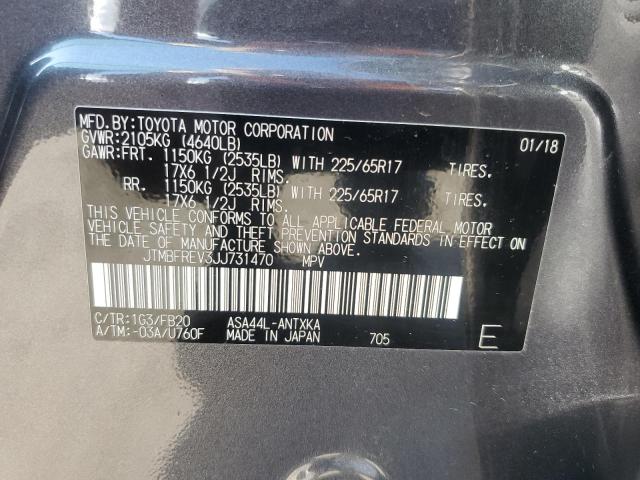 MFD.BY:TOYOTA MOTOR CORPORATION 01/18
GVWR:2105KG (4640LB)
GAWR:FRT. 1150KG (2535LB) WITH 225/65R17 TIRES.
17X6 1/2J RIMS.
RR. 1150KG (2535LB) WITH 225/65R17 TIRES.
17X6 1/2J RIMS.
THIS VEHICLE CONFORMS TO ALL APPLICABLE FEDERAL MOTOR
VEHICLE SAFETY AND THEFT PREVENTION STANDARDS IN EFFECT ON
THE DATE OF MANUFACTURE SHOWN ABOVE.
JTMBFREV3JJ731470 MPV
C/TR:1G3/FB20 ASA44L-ANTXKA
A/TM:-03A/U760F MADE IN JAPAN 705 E